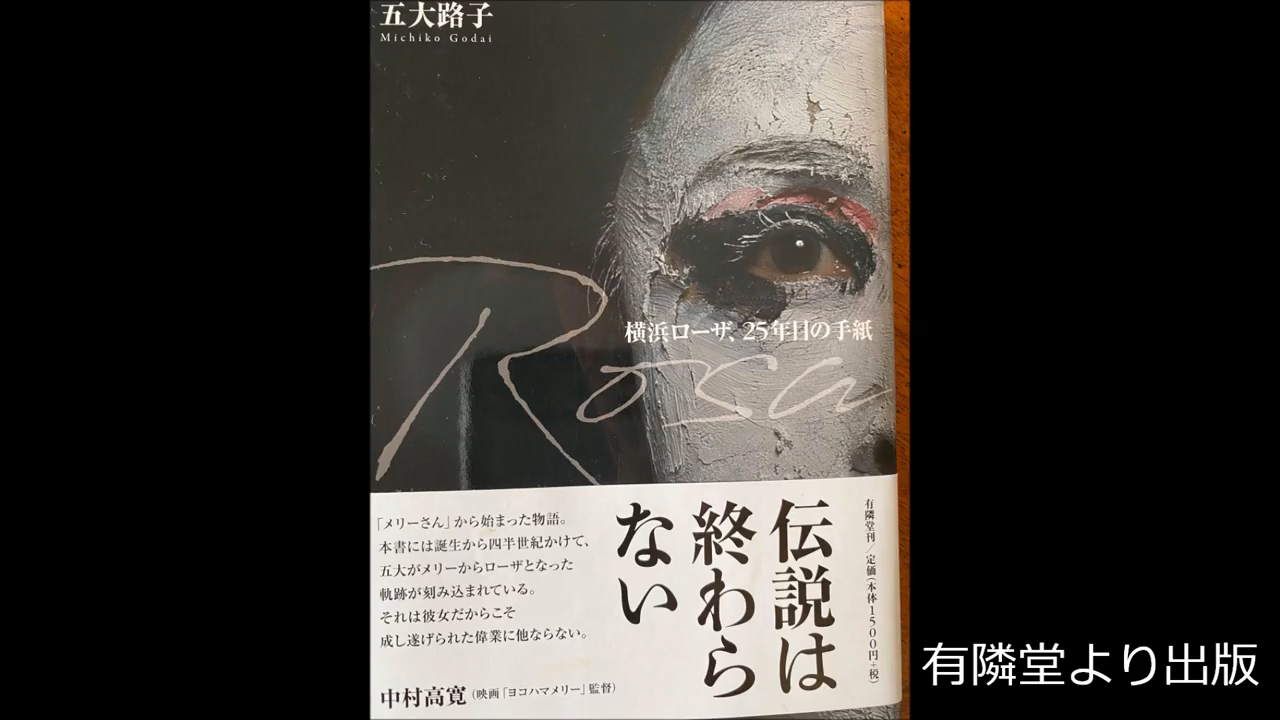 五大路子
Michiko Godai
横浜ローザ、25年目の手紙
Rosa
伝説は
終わら
ない
「メリーさん」から始まった物語。
本書には誕生から四半世紀かけて、
五大がメリーからローザとなった
軌跡が刻み込まれている。
それは彼女だからこそ
成し遂げられた偉業に他ならない。
中村高寛(映画「ヨコハマメリー」監督)
有隣堂刊/定価(本体1500円+税)
有隣堂より出版